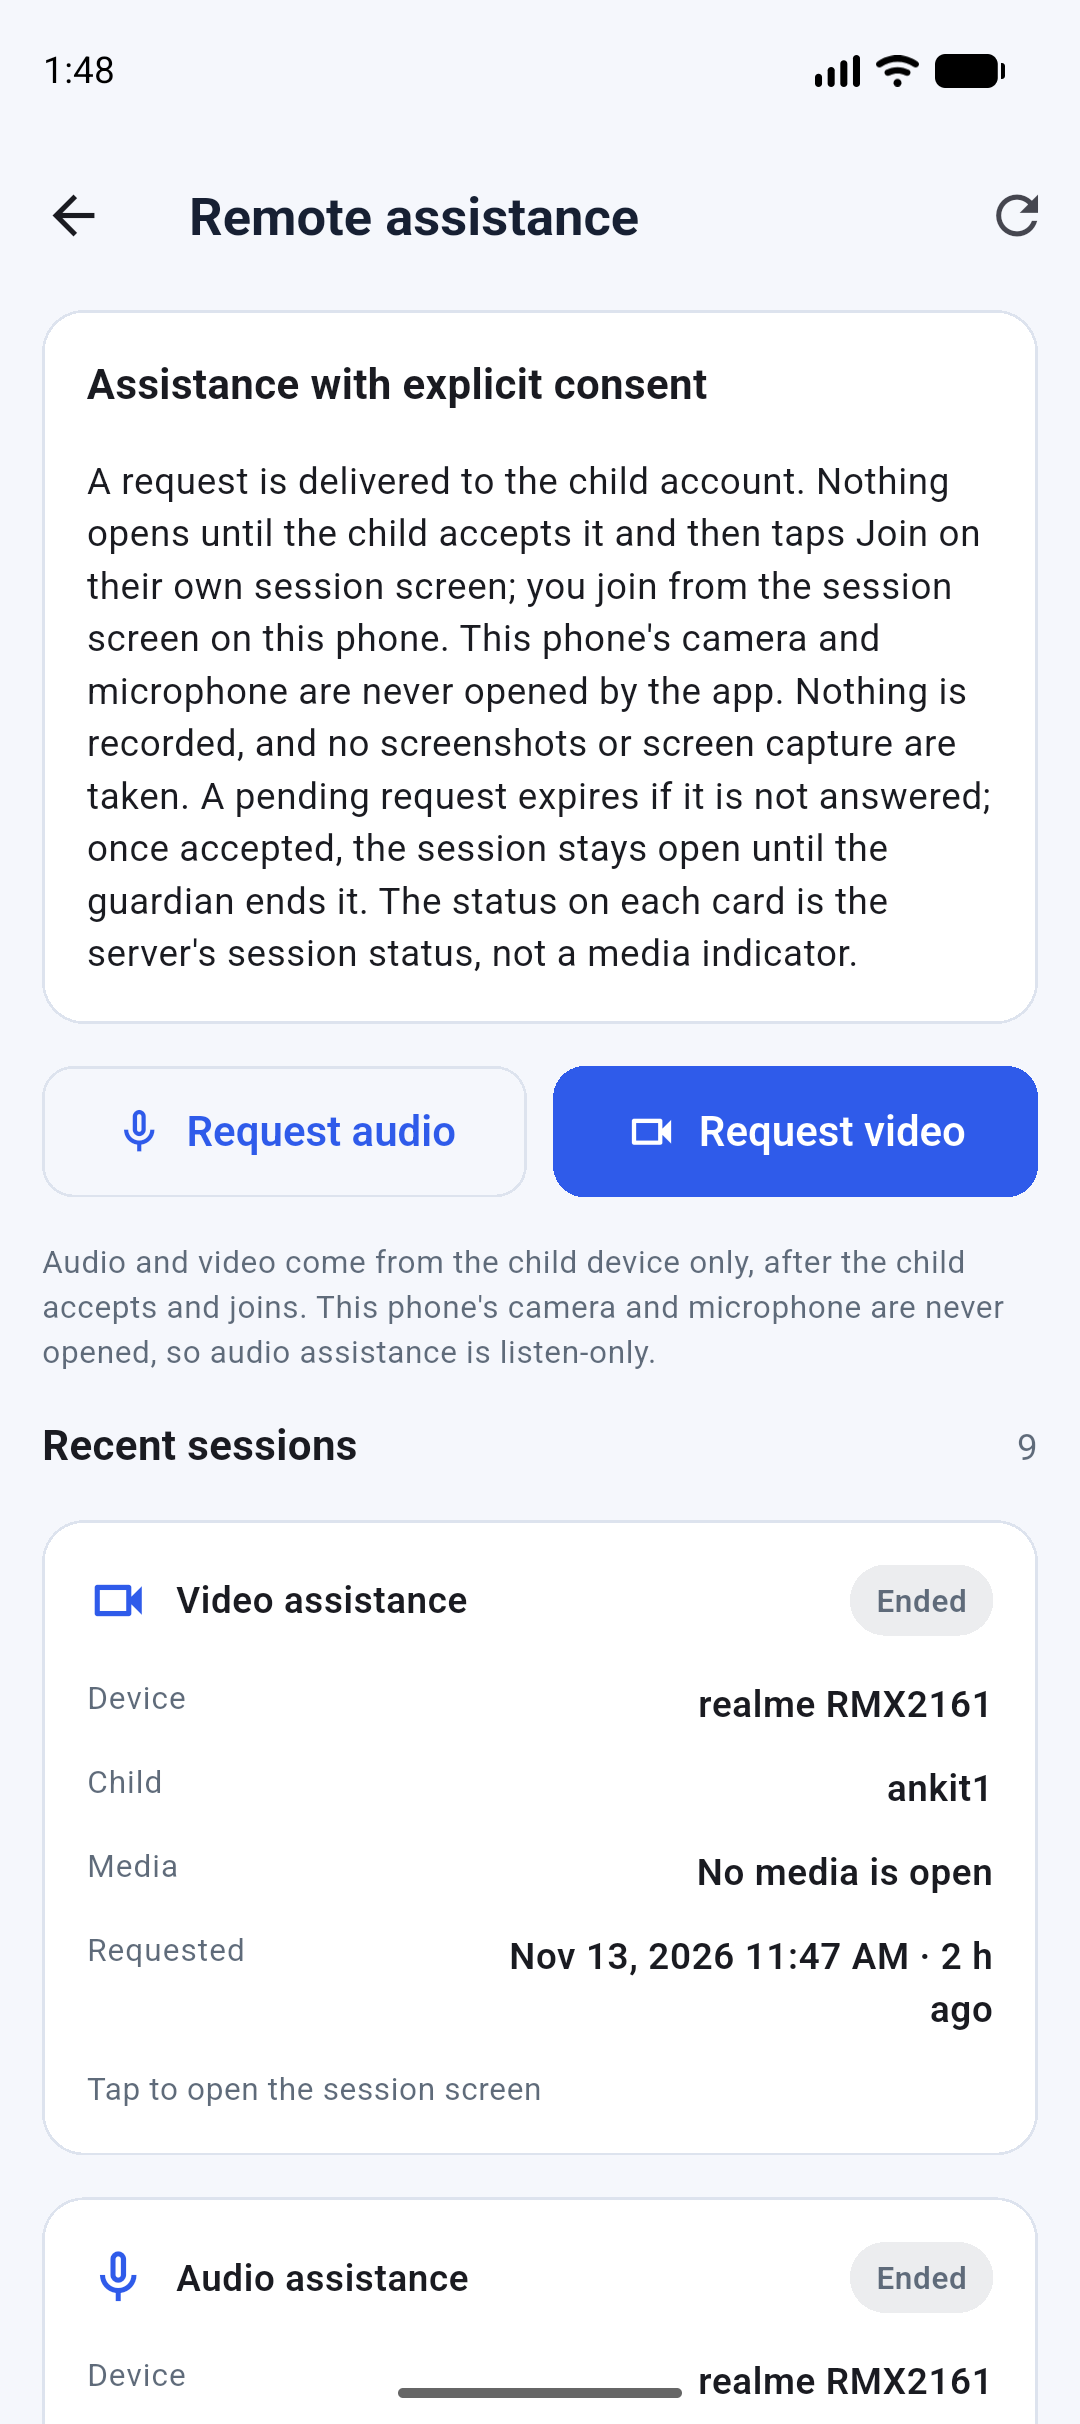 1:48
Remote assistance
Assistance with explicit consent
A request is delivered to the child account. Nothing
opens until the child accepts it and then taps Join on
their own session screen; you join from the session
screen on this phone. This phone's camera and
microphone are never opened by the app. Nothing is
recorded, and no screenshots or screen capture are
taken. A pending request expires if it is not answered;
once accepted, the session stays open until the
guardian ends it. The status on each card is the
server's session status, not a media indicator.
Request audio
Request video
Audio and video come from the child device only, after the child
accepts and joins. This phone's camera and microphone are never
opened, so audio assistance is listen-only.
Recent sessions
9
Video assistance
Ended
Device
realme RMX2161
Child
ankit1
Media
No media is open
Requested
Nov 13, 2026 11:47 AM · 2 h
ago
Tap to open the session screen
Audio assistance
Ended
Device
realme RMX2161